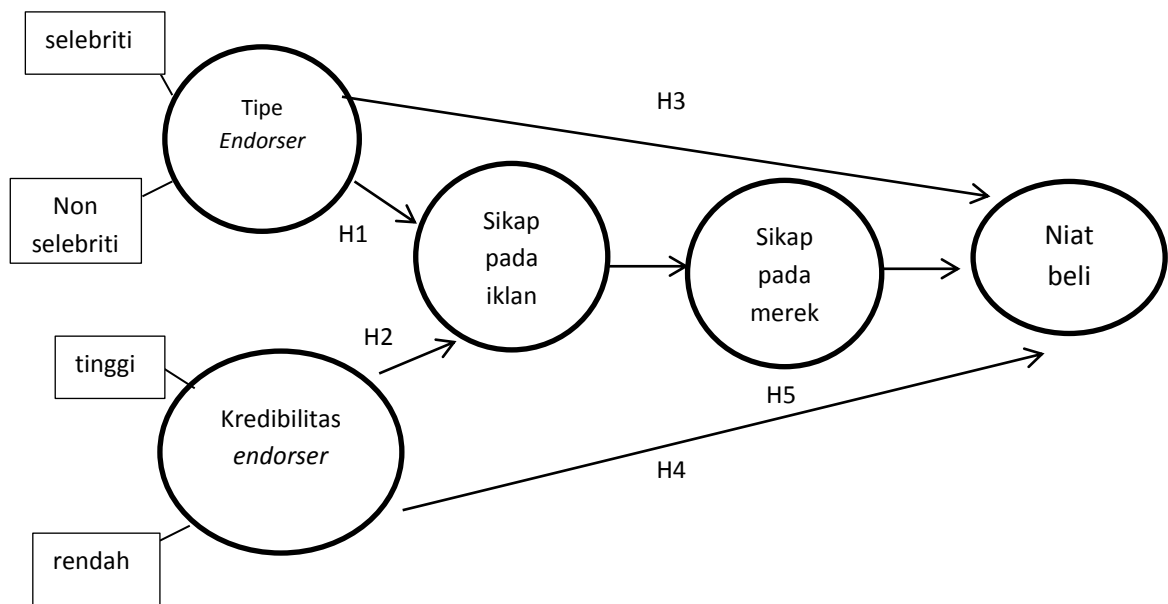 selebriti
Tipe
Endorser
H3
Non
selebriti
H1
Sikap
pada
iklan
Sikap
pada
merek
Niat
beli
H2
tinggi
Kredibilitas
endorser
H5
H4
rendah